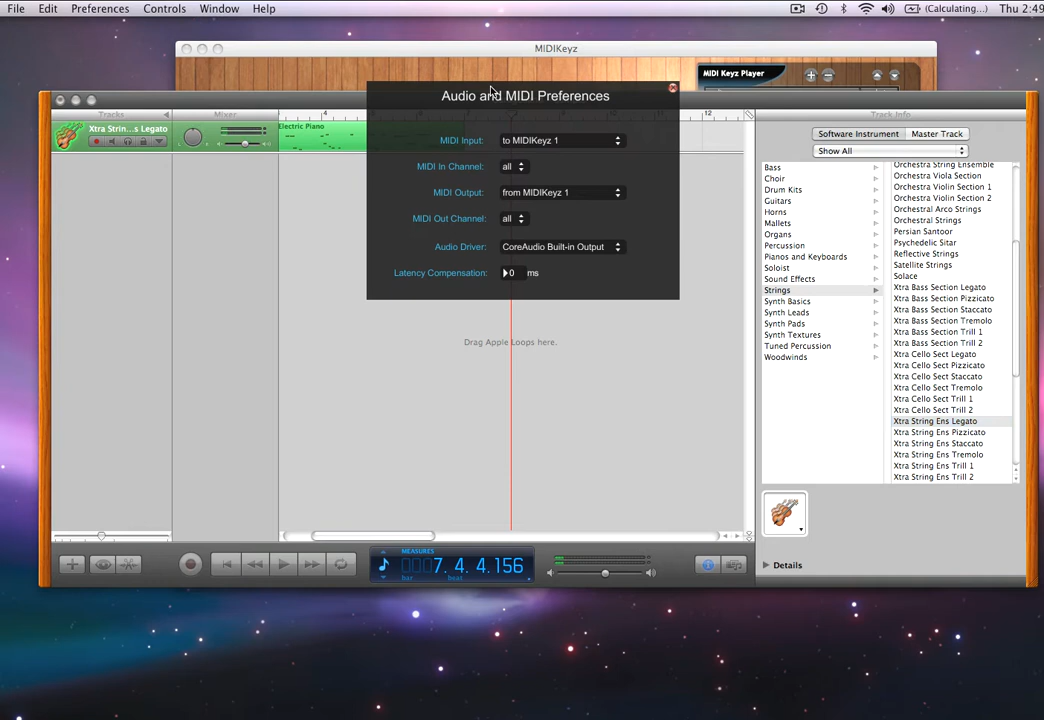 File Edit Preferences Controls Window Help (Calculating...) Thu 2:49
MIDIKeyz
MIDI Keyz Player
Audio and MIDI Preferences
Tracks Mixer
4 12
Track Info
Xtra Strin...s Legato
Electric Piano
MIDI Input: to MIDIKeyz 1
MIDI In Channel: all
MIDI Output: from MIDIKeyz 1
MIDI Out Channel: all
Audio Driver: CoreAudio Built-in Output
Latency Compensation: 0 ms
Drag Apple Loops here.
Software Instrument Master Track
Show All
Bass
Choir
Drum Kits
Guitars
Horns
Mallets
Organs
Percussion
Pianos and Keyboards
Soloist
Sound Effects
Strings
Synth Basics
Synth Leads
Synth Pads
Synth Textures
Tuned Percussion
Woodwinds
Orchestra String Ensemble
Orchestra Viola Section
Orchestra Violin Section 1
Orchestra Violin Section 2
Orchestral Arco Strings
Orchestral Strings
Persian Santoor
Psychedelic Sitar
Reflective Strings
Satellite Strings
Solace
Xtra Bass Section Legato
Xtra Bass Section Pizzicato
Xtra Bass Section Staccato
Xtra Bass Section Tremolo
Xtra Bass Section Trill 1
Xtra Bass Section Trill 2
Xtra Cello Sect Legato
Xtra Cello Sect Pizzicato
Xtra Cello Sect Staccato
Xtra Cello Sect Tremolo
Xtra Cello Sect Trill 1
Xtra Cello Sect Trill 2
Xtra String Ens Legato
Xtra String Ens Pizzicato
Xtra String Ens Staccato
Xtra String Ens Tremolo
Xtra String Ens Trill 1
Xtra String Ens Trill 2
MEASURES
0007. 4. 4.156
bar beat
Details